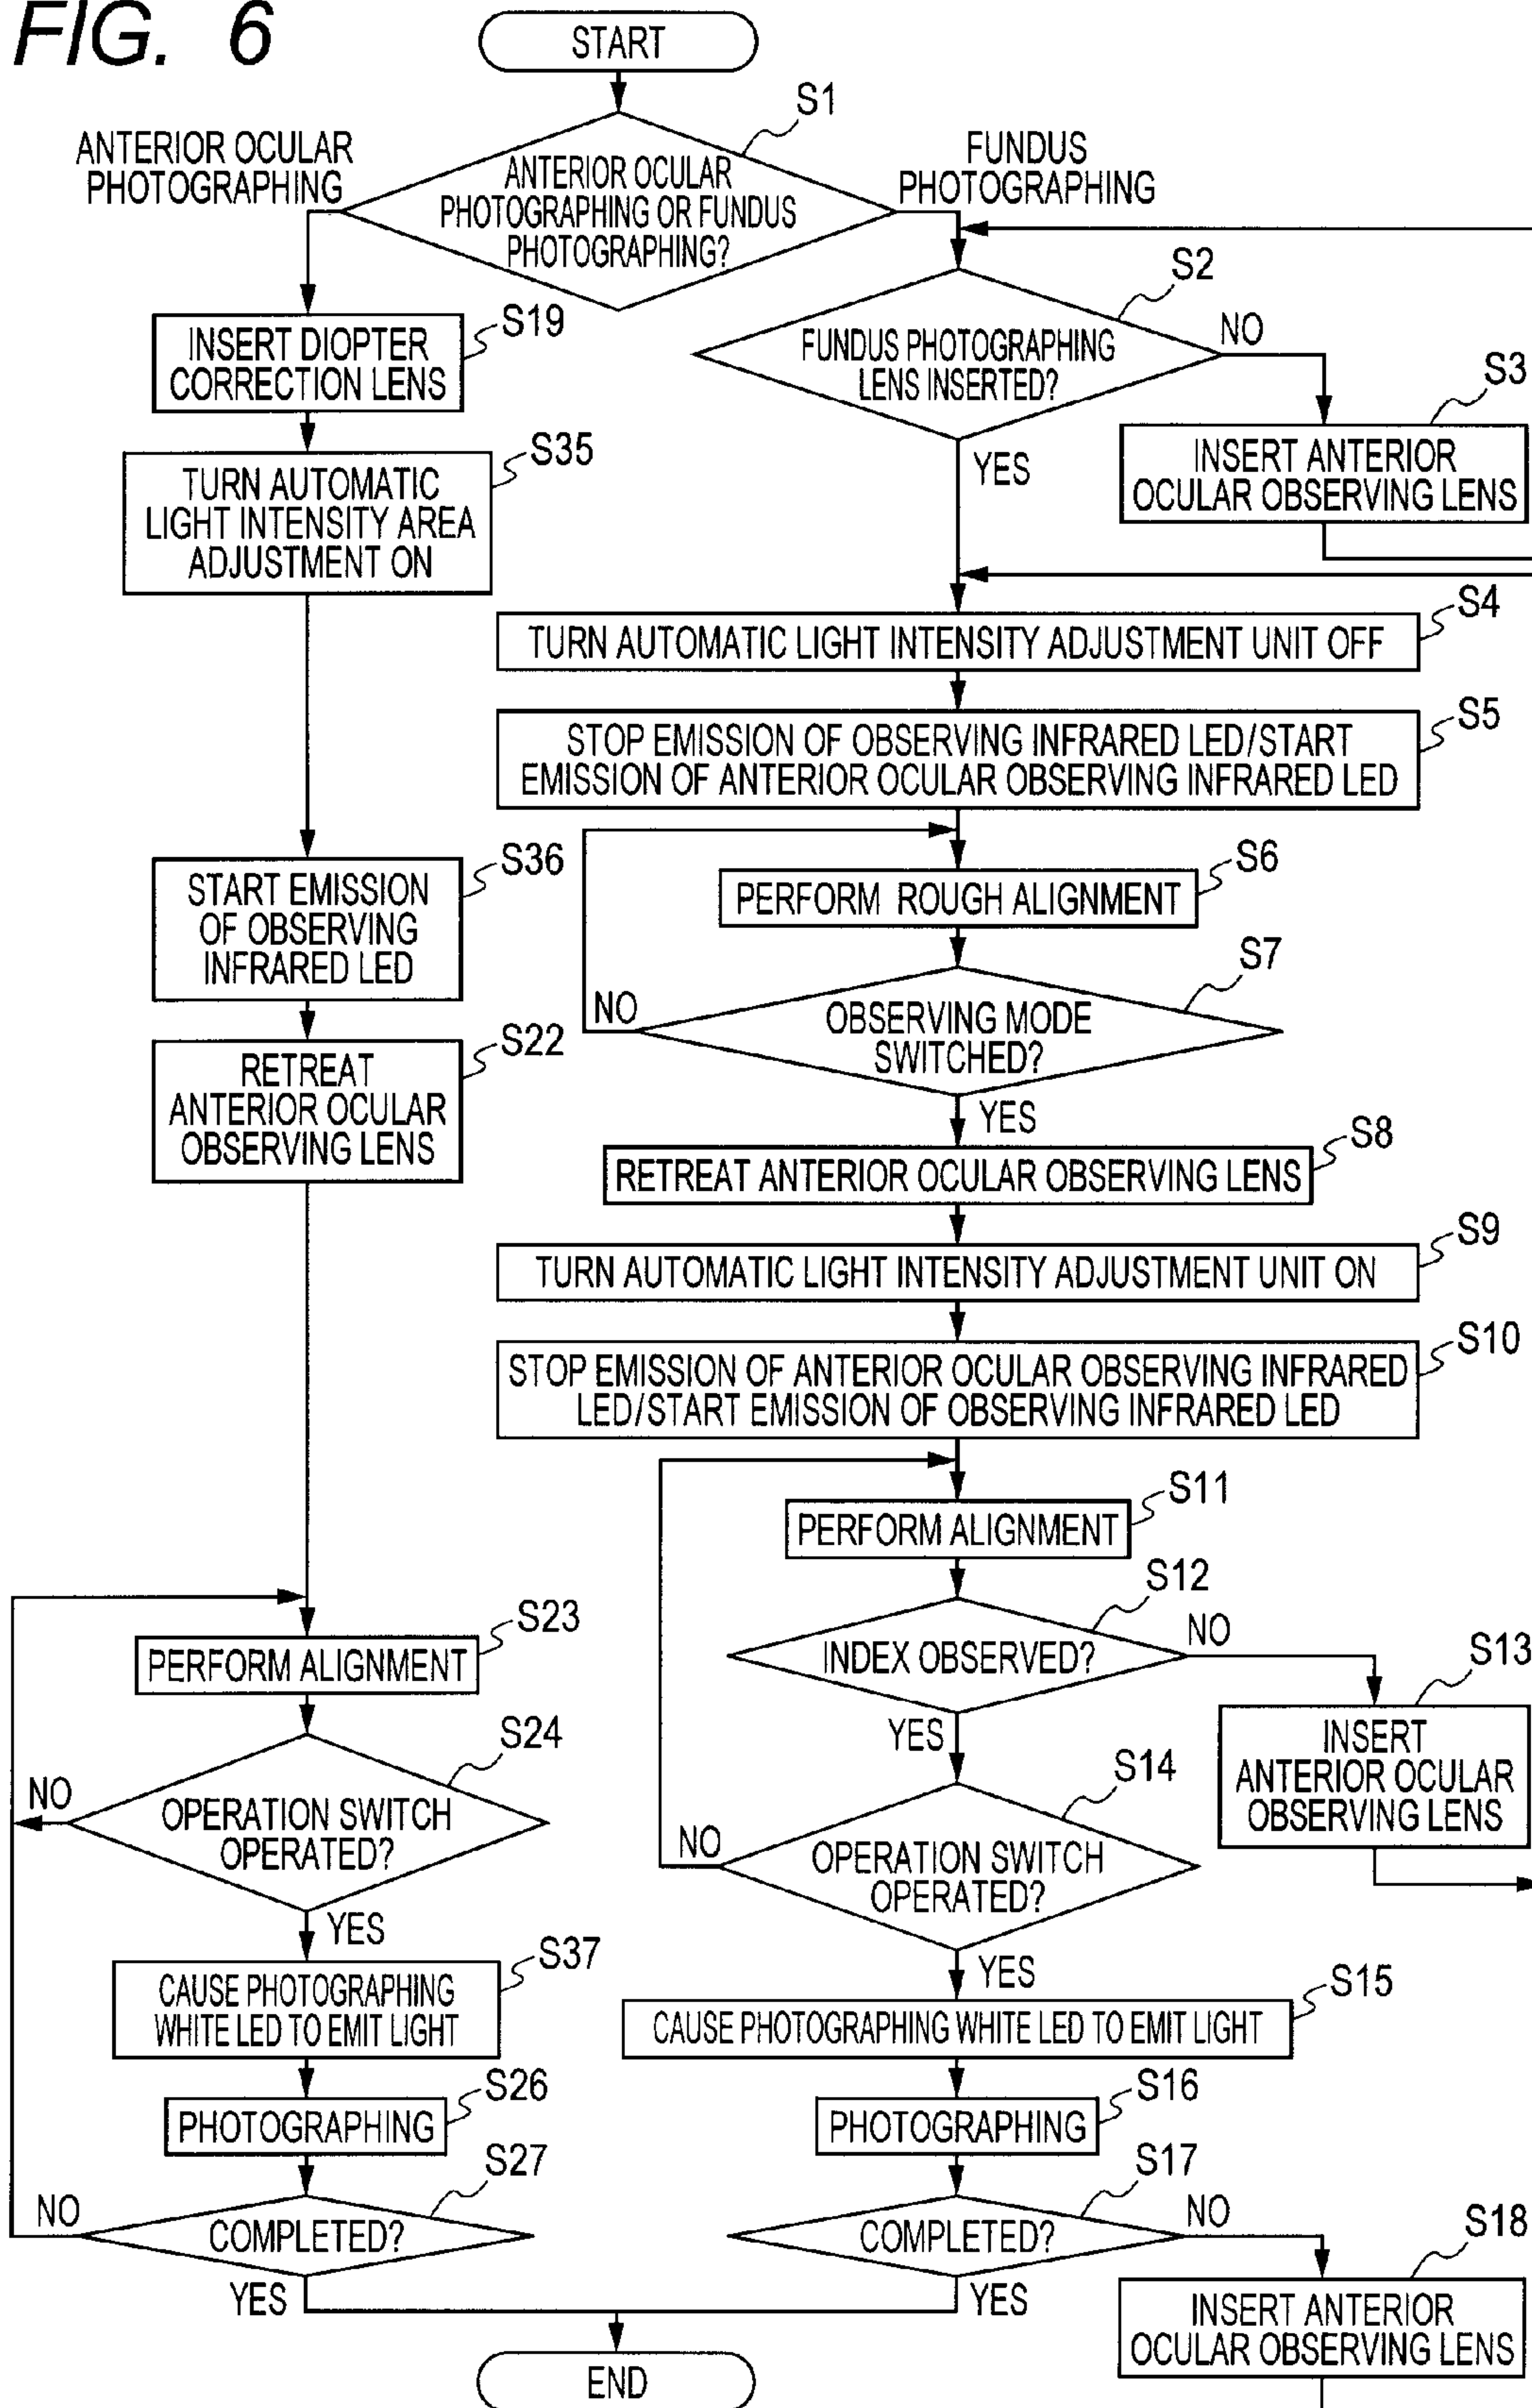 FIG. 6
START
S1
ANTERIOR OCULAR
PHOTOGRAPHING
FUNDUS
PHOTOGRAPHING
ANTERIOR OCULAR
PHOTOGRAPHING OR FUNDUS
PHOTOGRAPHING?
S19
INSERT DIOPTER
CORRECTION LENS
S35
TURN AUTOMATIC
LIGHT INTENSITY AREA
ADJUSTMENT ON
S36
START EMISSION
OF OBSERVING
INFRARED LED
S22
RETREAT
ANTERIOR OCULAR
OBSERVING LENS
S23
PERFORM ALIGNMENT
S24
NO
OPERATION SWITCH
OPERATED?
YES
S37
CAUSE PHOTOGRAPHING
WHITE LED TO EMIT LIGHT
S26
PHOTOGRAPHING
S27
NO
COMPLETED?
YES
S2
FUNDUS PHOTOGRAPHING
LENS INSERTED?
NO
YES
S3
INSERT ANTERIOR
OCULAR OBSERVING LENS
S4
TURN AUTOMATIC LIGHT INTENSITY ADJUSTMENT UNIT OFF
S5
STOP EMISSION OF OBSERVING INFRARED LED/START
EMISSION OF ANTERIOR OCULAR OBSERVING INFRARED LED
S6
PERFORM ROUGH ALIGNMENT
S7
NO
OBSERVING MODE
SWITCHED?
YES
S8
RETREAT ANTERIOR OCULAR OBSERVING LENS
S9
TURN AUTOMATIC LIGHT INTENSITY ADJUSTMENT UNIT ON
S10
STOP EMISSION OF ANTERIOR OCULAR OBSERVING INFRARED
LED/START EMISSION OF OBSERVING INFRARED LED
S11
PERFORM ALIGNMENT
S12
INDEX OBSERVED?
NO
YES
S13
INSERT
ANTERIOR OCULAR
OBSERVING LENS
S14
NO
OPERATION SWITCH
OPERATED?
YES
S15
CAUSE PHOTOGRAPHING WHITE LED TO EMIT LIGHT
S16
PHOTOGRAPHING
S17
COMPLETED?
NO
YES
S18
INSERT ANTERIOR
OCULAR OBSERVING LENS
END